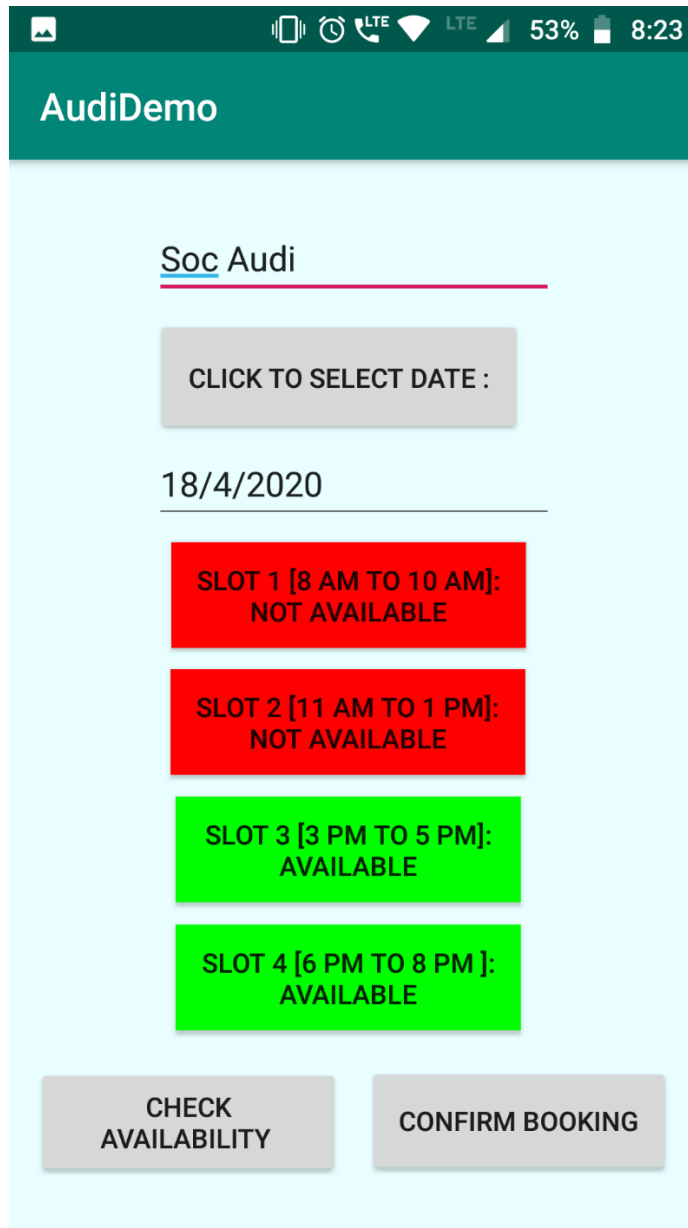 LTE LTE 53% 8:23
AudiDemo
Soc Audi
CLICK TO SELECT DATE :
18/4/2020
SLOT 1 [8 AM TO 10 AM]:
NOT AVAILABLE
SLOT 2 [11 AM TO 1 PM]:
NOT AVAILABLE
SLOT 3 [3 PM TO 5 PM]:
AVAILABLE
SLOT 4 [6 PM TO 8 PM ]:
AVAILABLE
CHECK
AVAILABILITY
CONFIRM BOOKING